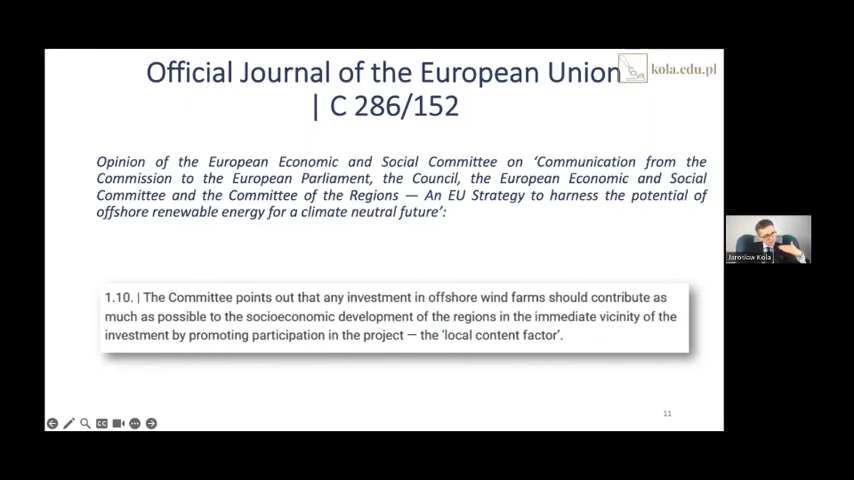 Official Journal of the European Union
| C 286/152
kola.edu.pl
Opinion of the European Economic and Social Committee on ‘Communication from the
Commission to the European Parliament, the Council, the European Economic and Social
Committee and the Committee of the Regions — An EU Strategy to harness the potential of
offshore renewable energy for a climate neutral future’:
Jarosław Kola
1.10. | The Committee points out that any investment in offshore wind farms should contribute as
much as possible to the socioeconomic development of the regions in the immediate vicinity of the
investment by promoting participation in the project — the ‘local content factor’.
11
CC